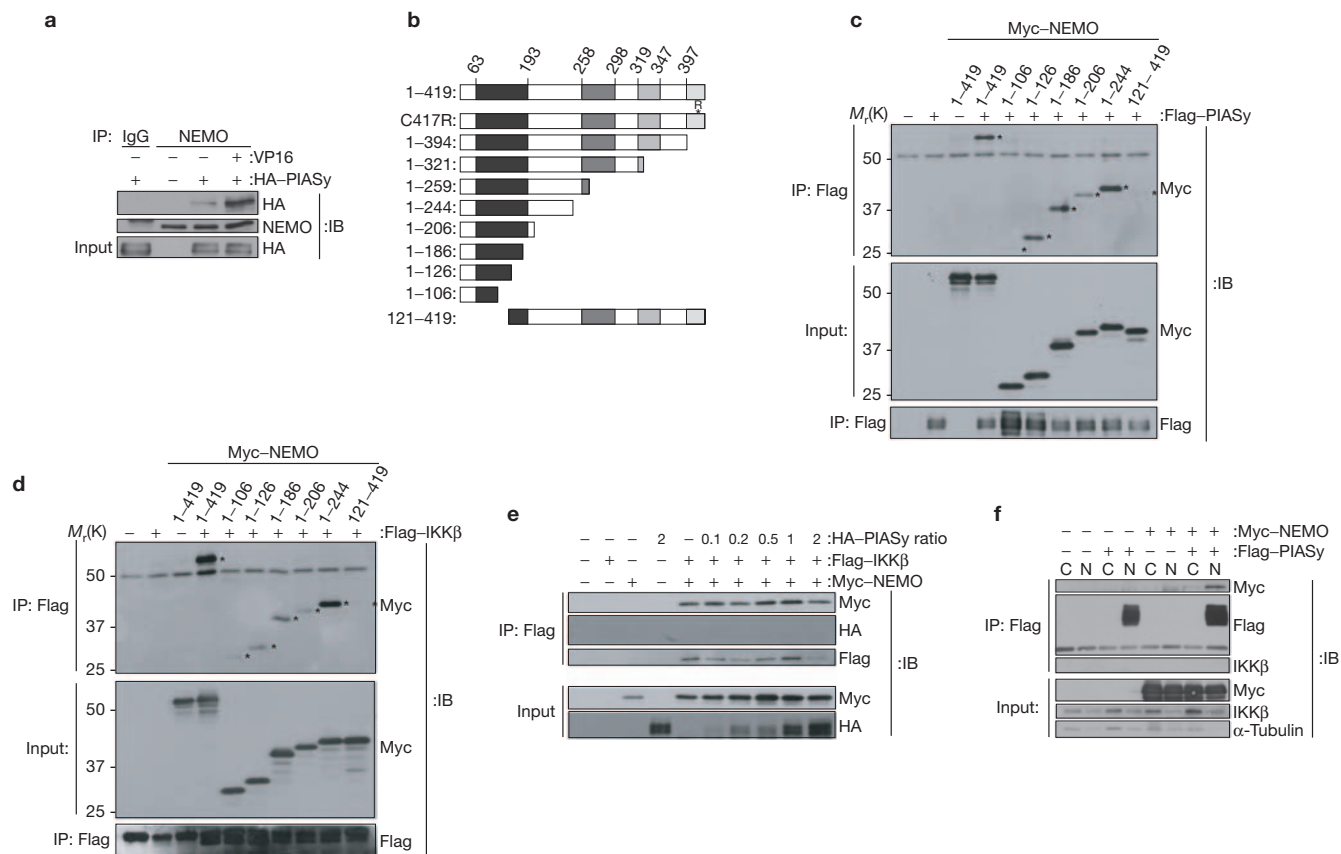 a
IP: IgG NEMO
– – – + :VP16
+ – + + :HA–PIASy
HA
NEMO
Input HA
:IB
b
63 193 258 298 319 347 397
1–419:
R
*
C417R:
1–394:
1–321:
1–259:
1–244:
1–206:
1–186:
1–126:
1–106:
121–419:
c
Myc–NEMO
1–419 1–419 1–106 1–126 1–186 1–206 1–244 121–419
Mr(K) – + – + + + + + + + :Flag–PIASy
50
37
25
IP: Flag
Myc
50
37
25
Input:
Myc
IP: Flag Flag
:IB
d
Myc–NEMO
1–419 1–419 1–106 1–126 1–186 1–206 1–244 121–419
Mr(K) – + – + + + + + + + :Flag–IKKβ
50
37
25
IP: Flag
Myc
50
37
25
Input:
Myc
IP: Flag Flag
:IB
e
– – – 2 – 0.1 0.2 0.5 1 2 :HA–PIASy ratio
– + – – + + + + + + :Flag–IKKβ
– – + – + + + + + + :Myc–NEMO
Myc
IP: Flag HA
Flag
Myc
Input
HA
:IB
f
– – – – + + + + :Myc–NEMO
– – + + – – + + :Flag–PIASy
C N C N C N C N
Myc
IP: Flag Flag
IKKβ
Myc
Input: IKKβ
α-Tubulin
:IB